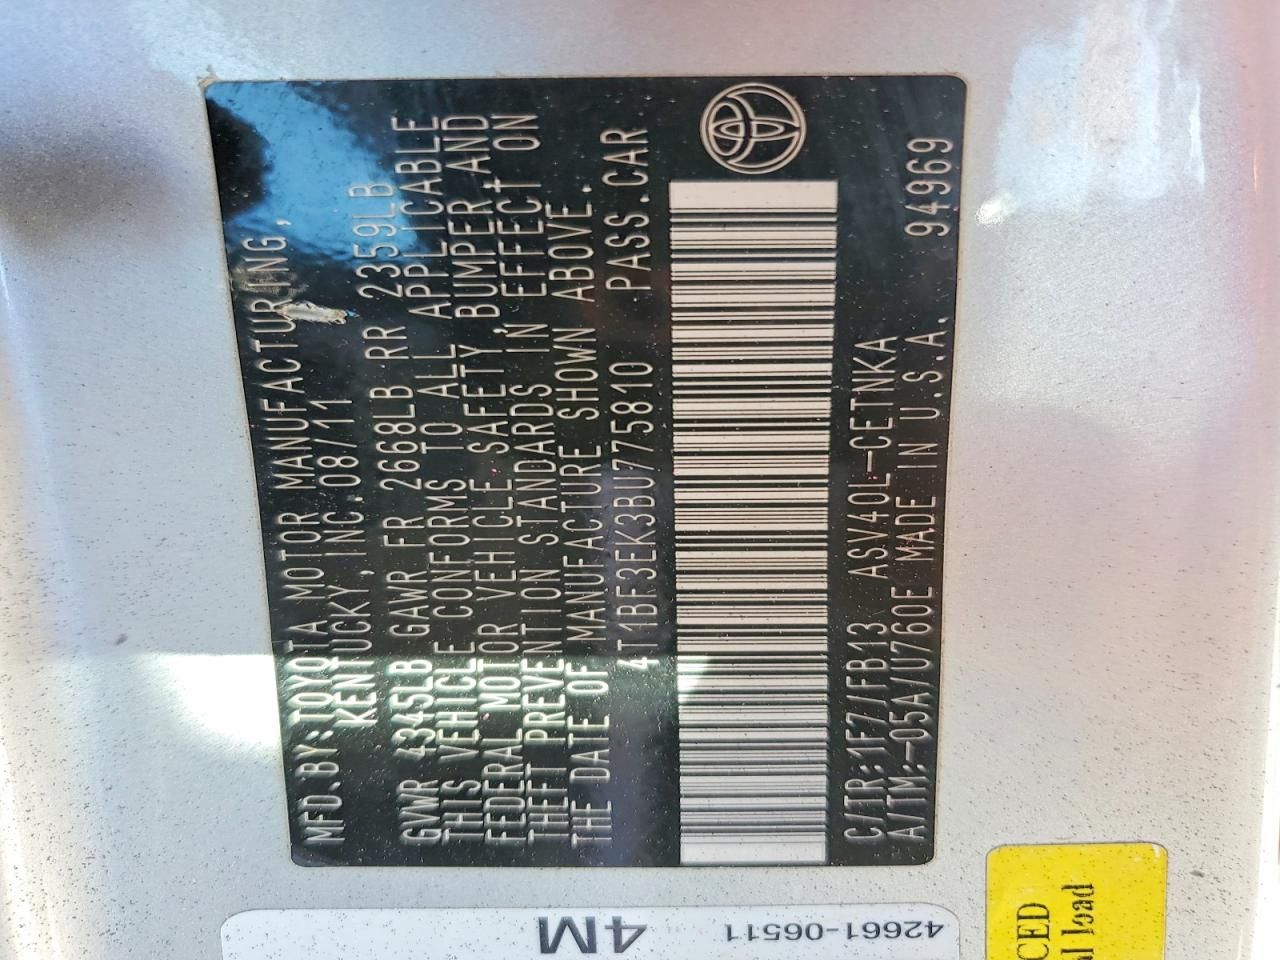 MFD.BY:TOYOTA MOTOR MANUFACTURING,
KENTUCKY,INC.08/11
GVWR 4345LB GAWR FR 2668LB RR 2359LB
THIS VEHICLE CONFORMS TO ALL APPLICABLE
FEDERAL MOTOR VEHICLE SAFETY, BUMPER, AND
THEFT PREVENTION STANDARDS IN EFFECT ON
THE DATE OF MANUFACTURE SHOWN ABOVE.
4T1BF3EK3BU775810 PASS.CAR
C/TR:1F7/FB13 ASV40L-CETNKA
A/TM:-05A/U760E MADE IN U.S.A. 94969
4M
42661-06511
CED
load